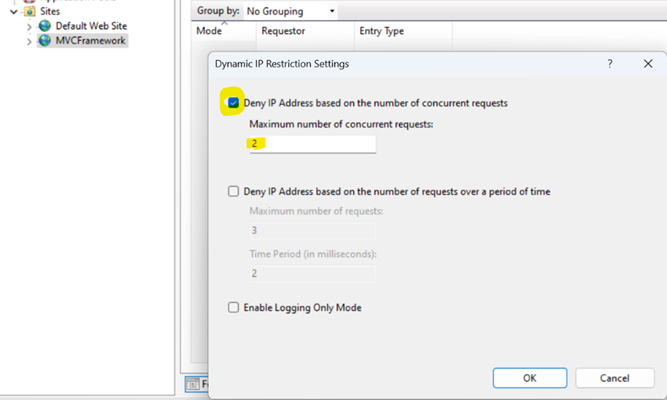 Sites
Default Web Site
MVCFramework
Group by: No Grouping
Mode Requestor Entry Type
Dynamic IP Restriction Settings
? ×
Deny IP Address based on the number of concurrent requests
Maximum number of concurrent requests:
2
Deny IP Address based on the number of requests over a period of time
Maximum number of requests:
3
Time Period (in milliseconds):
2
Enable Logging Only Mode
OK Cancel